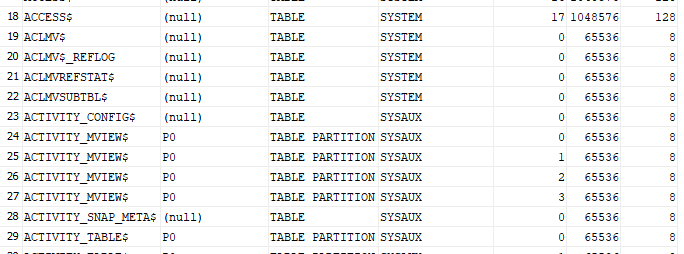 18 ACCESS$ (null) TABLE SYSTEM 17 1048576 128
19 ACLMV$ (null) TABLE SYSTEM 0 65536 8
20 ACLMV$_REFLOG (null) TABLE SYSTEM 0 65536 8
21 ACLMVREFSTAT$ (null) TABLE SYSTEM 0 65536 8
22 ACLMVSUBTBL$ (null) TABLE SYSTEM 0 65536 8
23 ACTIVITY_CONFIG$ (null) TABLE SYSAUX 0 65536 8
24 ACTIVITY_MVIEW$ P0 TABLE PARTITION SYSAUX 0 65536 8
25 ACTIVITY_MVIEW$ P0 TABLE PARTITION SYSAUX 1 65536 8
26 ACTIVITY_MVIEW$ P0 TABLE PARTITION SYSAUX 2 65536 8
27 ACTIVITY_MVIEW$ P0 TABLE PARTITION SYSAUX 3 65536 8
28 ACTIVITY_SNAP_META$ (null) TABLE SYSAUX 0 65536 8
29 ACTIVITY_TABLE$ P0 TABLE PARTITION SYSAUX 0 65536 8